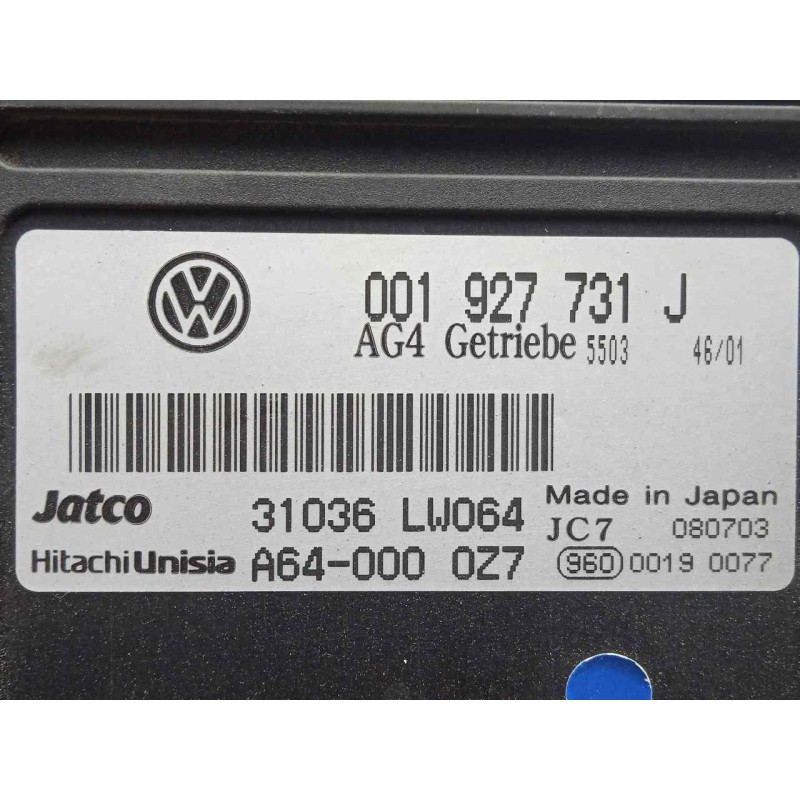 001 927 731 J
AG4 Getriebe 5503 46/01
Jatco 31036 LW064 Made in Japan
JC7 080703
HitachiUnisia A64-000 0Z7 960 0019 0077